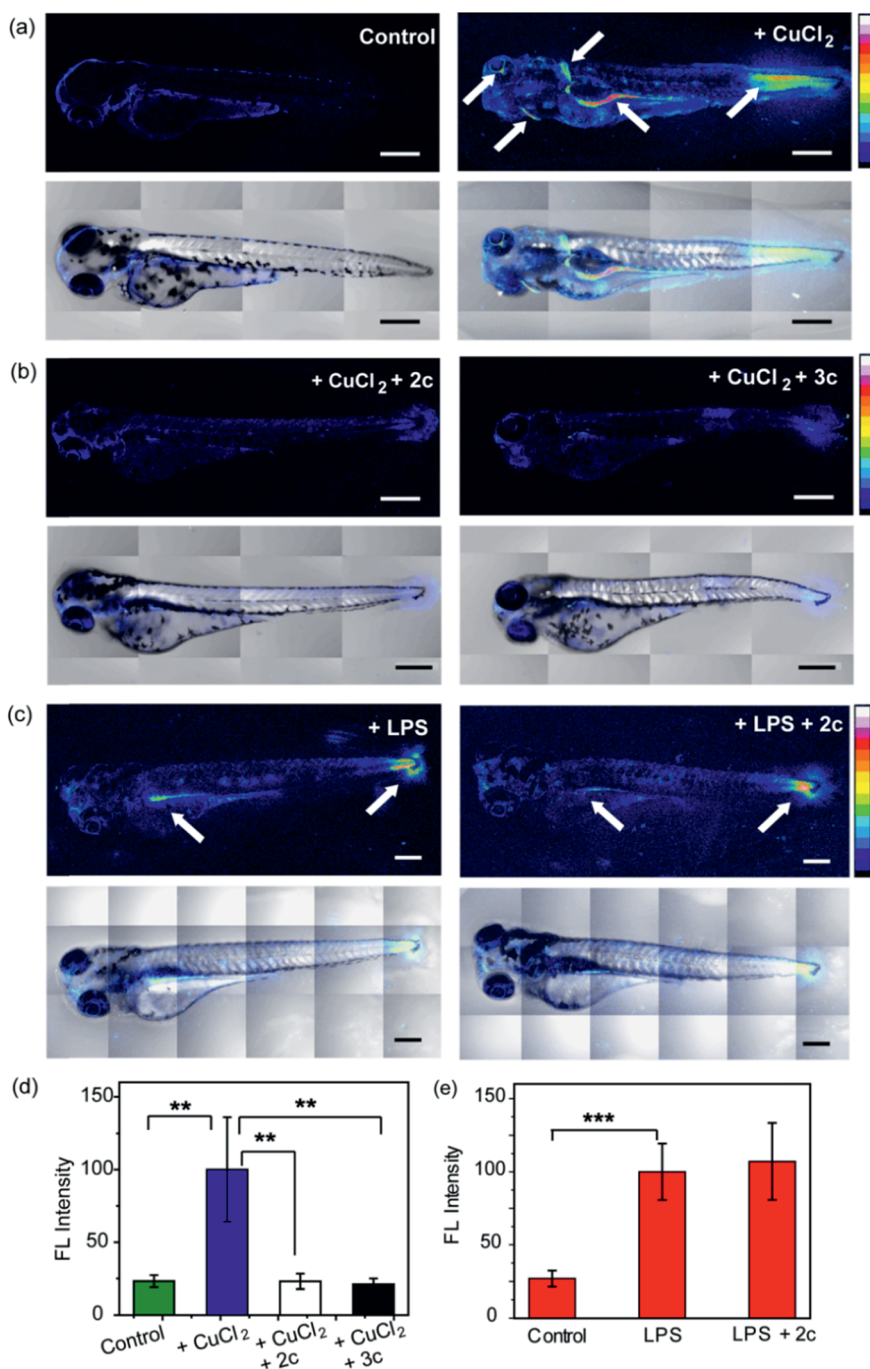 (a)
Control
+ CuCl2
(b)
+ CuCl2 + 2c
+ CuCl2 + 3c
(c)
+ LPS
+ LPS + 2c
(d)
150
100
50
0
FL Intensity
**
**
**
Control
+ CuCl2
+ CuCl2
+ 2c
+ CuCl2
+ 3c
(e)
150
100
50
0
FL Intensity
***
Control
LPS
LPS + 2c